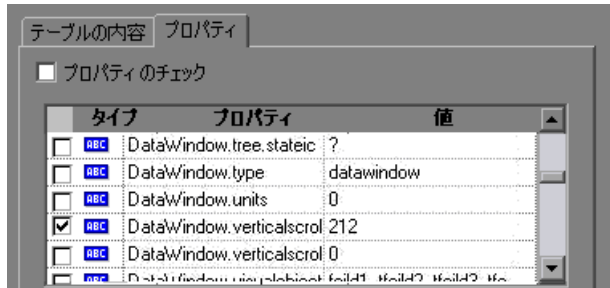 テーブルの内容 プロパティ
プロパティのチェック
タイプ プロパティ 値
ABC DataWindow.tree.stateic ?
ABC DataWindow.type datawindow
ABC DataWindow.units 0
ABC DataWindow.verticalscrol 212
ABC DataWindow.verticalscrol 0